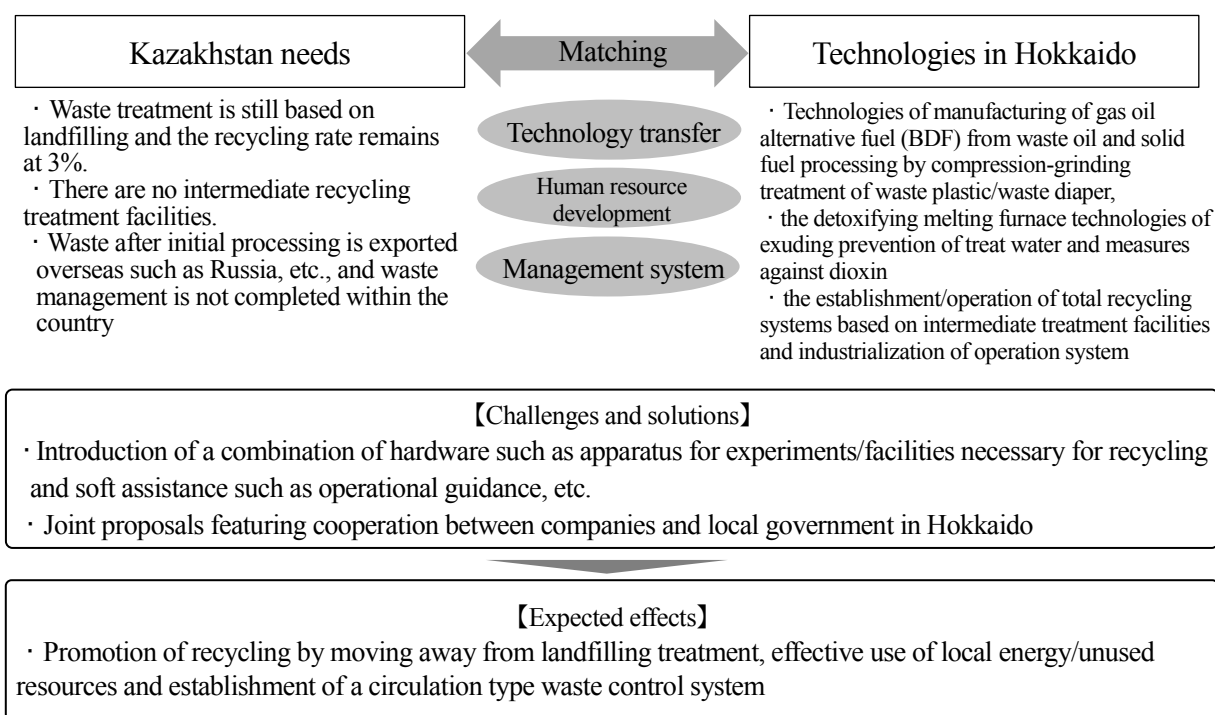 Kazakhstan needs
Matching
Technologies in Hokkaido
・Waste treatment is still based on
landfilling and the recycling rate remains
at 3%.
・There are no intermediate recycling
treatment facilities.
・Waste after initial processing is exported
overseas such as Russia, etc., and waste
management is not completed within the
country
Technology transfer
Human resource
development
Management system
・Technologies of manufacturing of gas oil
alternative fuel (BDF) from waste oil and solid
fuel processing by compression-grinding
treatment of waste plastic/waste diaper,
・the detoxifying melting furnace technologies of
exuding prevention of treat water and measures
against dioxin
・the establishment/operation of total recycling
systems based on intermediate treatment facilities
and industrialization of operation system
【Challenges and solutions】
・Introduction of a combination of hardware such as apparatus for experiments/facilities necessary for recycling
and soft assistance such as operational guidance, etc.
・Joint proposals featuring cooperation between companies and local government in Hokkaido
【Expected effects】
・Promotion of recycling by moving away from landfilling treatment, effective use of local energy/unused
resources and establishment of a circulation type waste control system